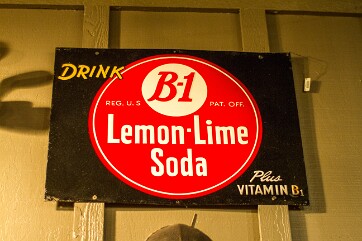 DRINK
B-1
REG. U.S. PAT. OFF.
Lemon-Lime
Soda
Plus
VITAMIN B1